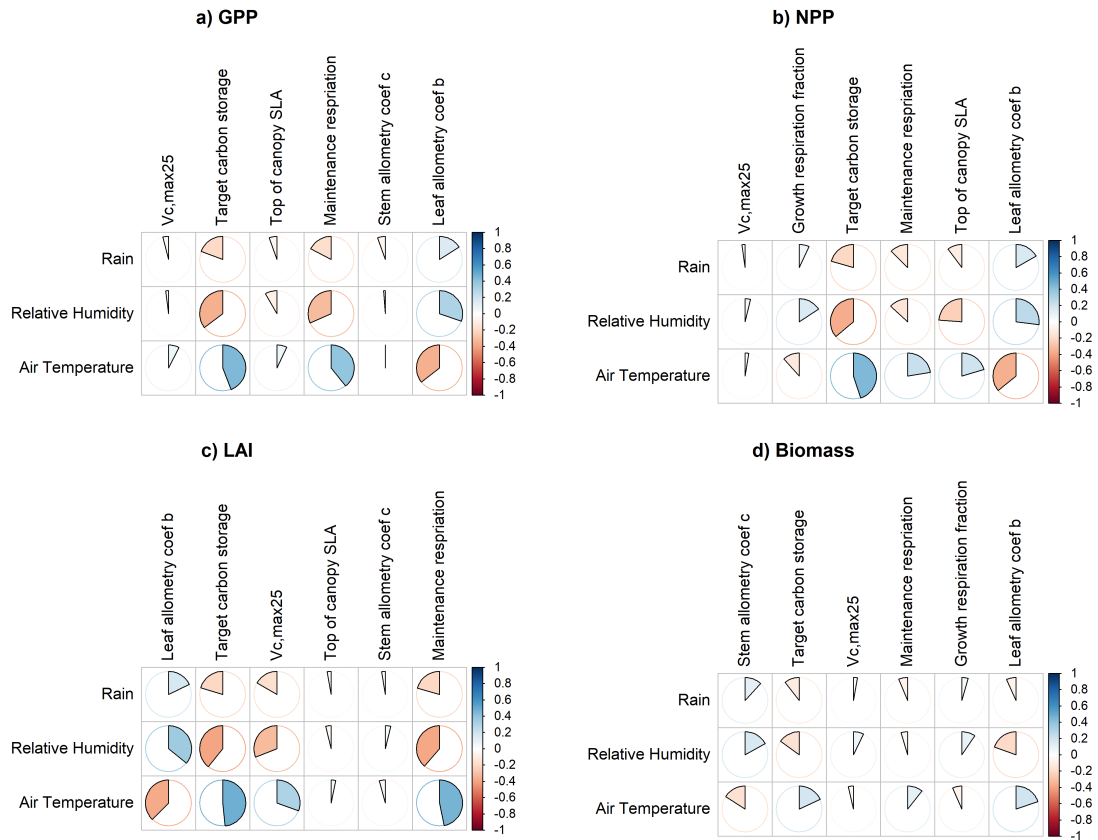 a) GPP
Vc,max25
Target carbon storage
Top of canopy SLA
Maintenance respriation
Stem allometry coef c
Leaf allometry coef b
Rain
Relative Humidity
Air Temperature
1
0.8
0.6
0.4
0.2
0
-0.2
-0.4
-0.6
-0.8
-1
b) NPP
Vc,max25
Growth respiration fraction
Target carbon storage
Maintenance respriation
Top of canopy SLA
Leaf allometry coef b
Rain
Relative Humidity
Air Temperature
1
0.8
0.6
0.4
0.2
0
-0.2
-0.4
-0.6
-0.8
-1
c) LAI
Leaf allometry coef b
Target carbon storage
Vc,max25
Top of canopy SLA
Stem allometry coef c
Maintenance respriation
Rain
Relative Humidity
Air Temperature
1
0.8
0.6
0.4
0.2
0
-0.2
-0.4
-0.6
-0.8
-1
d) Biomass
Stem allometry coef c
Target carbon storage
Vc,max25
Maintenance respriation
Growth respiration fraction
Leaf allometry coef b
Rain
Relative Humidity
Air Temperature
1
0.8
0.6
0.4
0.2
0
-0.2
-0.4
-0.6
-0.8
-1